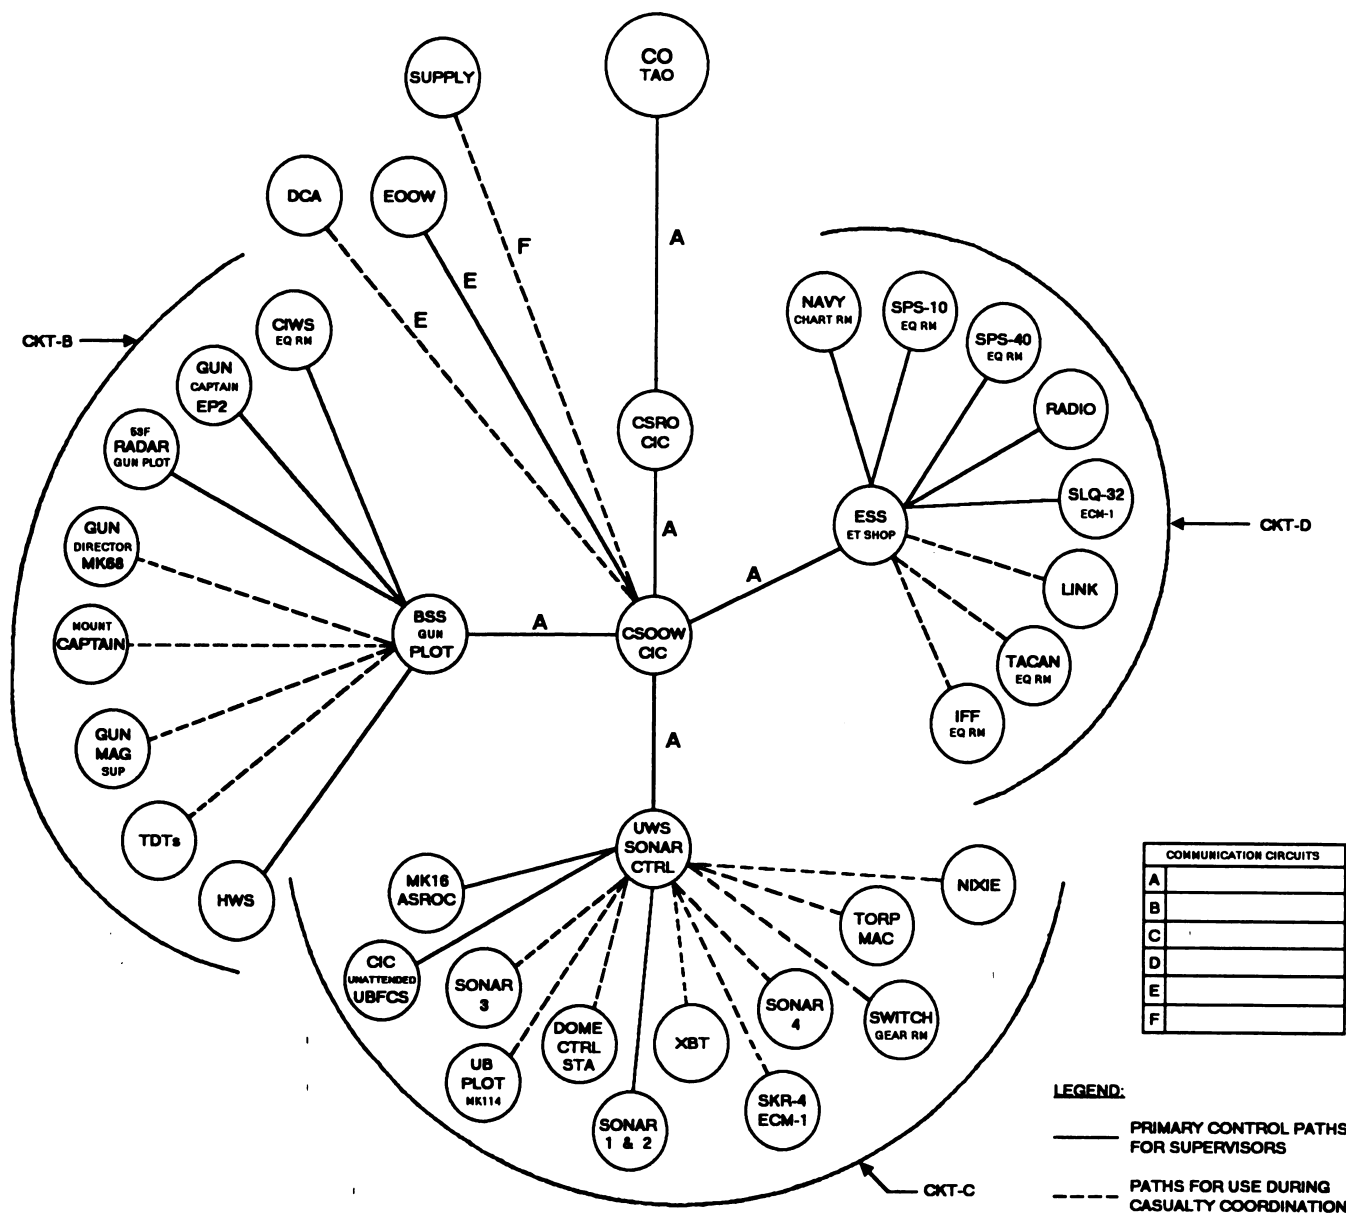 CO
TAO
SUPPLY
DCA
EOOW
A
F
E
E
CKT-B
CIWS
EQ RM
GUN
CAPTAIN
EP2
53F
RADAR
GUN PLOT
GUN
DIRECTOR
MK68
MOUNT
CAPTAIN
GUN
MAG
SUP
TDTs
HWS
BSS
GUN
PLOT
A
CSRO
CIC
A
CSOOW
CIC
A
A
NAVY
CHART RM
SPS-10
EQ RM
SPS-40
EQ RM
RADIO
SLQ-32
ECM-1
ESS
ET SHOP
LINK
TACAN
EQ RM
IFF
EQ RM
CKT-D
UWS
SONAR
CTRL
MK16
ASROC
CIC
UNATTENDED
UBFCS
SONAR
3
UB
PLOT
MK114
DOME
CTRL
STA
SONAR
1 & 2
XBT
SKR-4
ECM-1
SONAR
4
SWITCH
GEAR RM
TORP
MAC
NIXIE
CKT-C
COMMUNICATION CIRCUITS
A
B
C
D
E
F
LEGEND:
PRIMARY CONTROL PATHS
FOR SUPERVISORS
PATHS FOR USE DURING
CASUALTY COORDINATION